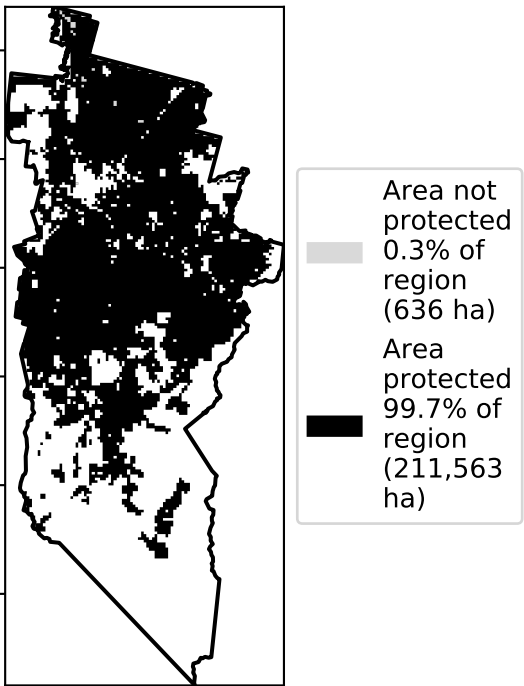 Area not
protected
0.3% of
region
(636 ha)
Area
protected
99.7% of
region
(211,563
ha)